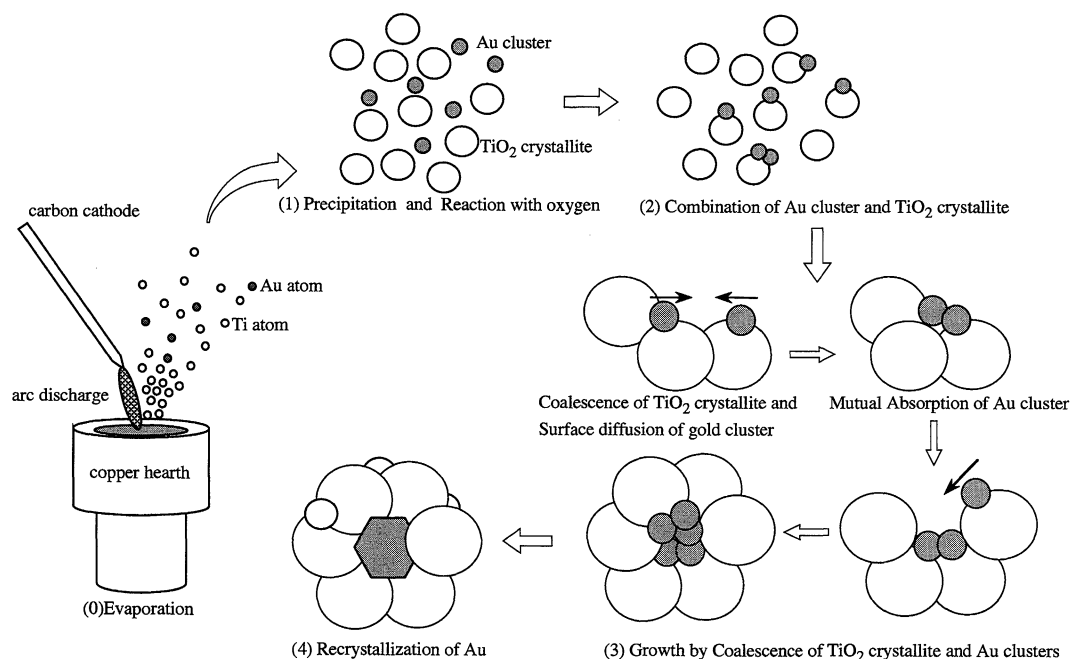 Au cluster
TiO2 crystallite
(1) Precipitation and Reaction with oxygen
(2) Combination of Au cluster and TiO2 crystallite
carbon cathode
Au atom
Ti atom
arc discharge
copper hearth
(0)Evaporation
Coalescence of TiO2 crystallite and
Surface diffusion of gold cluster
Mutual Absorption of Au cluster
(4) Recrystallization of Au
(3) Growth by Coalescence of TiO2 crystallite and Au clusters